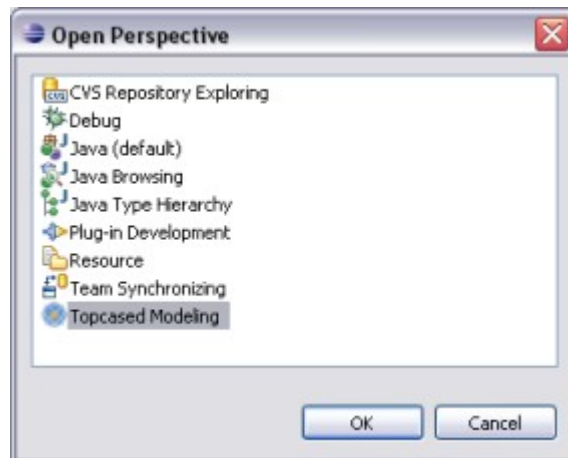 Open Perspective
CVS Repository Exploring
Debug
Java (default)
Java Browsing
Java Type Hierarchy
Plug-in Development
Resource
Team Synchronizing
Topcased Modeling
OK Cancel